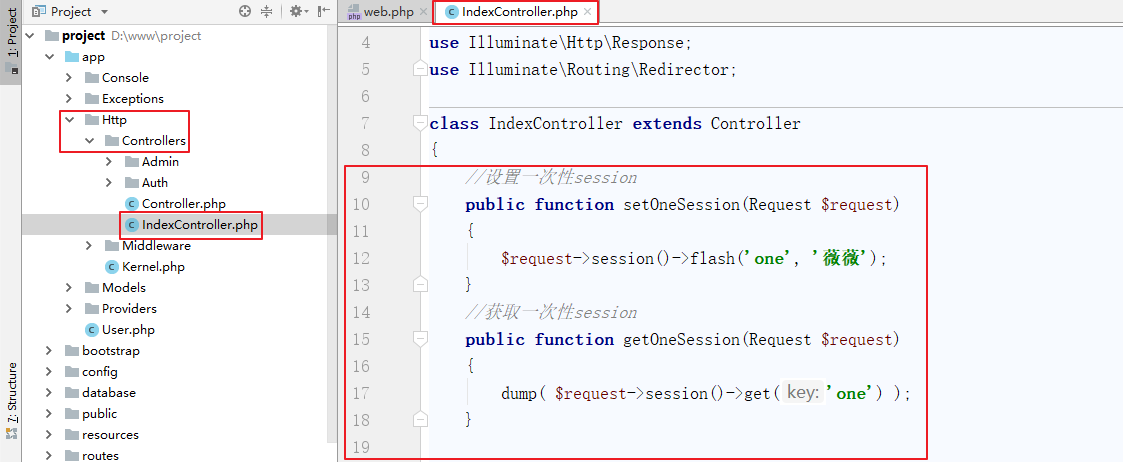 1: Project
Project
project D:\www\project
app
Console
Exceptions
Http
Controllers
Admin
Auth
Controller.php
IndexController.php
Middleware
Kernel.php
Models
Providers
User.php
bootstrap
config
database
public
resources
routes
7: Structure
php web.php ×
C IndexController.php ×
4 use Illuminate\Http\Response;
5 use Illuminate\Routing\Redirector;
6
7 class IndexController extends Controller
8 {
9 //设置一次性session
10 public function setOneSession(Request $request)
11 {
12 $request->session()->flash('one', '薇薇');
13 }
14 //获取一次性session
15 public function getOneSession(Request $request)
16 {
17 dump( $request->session()->get( key: 'one') );
18 }
19